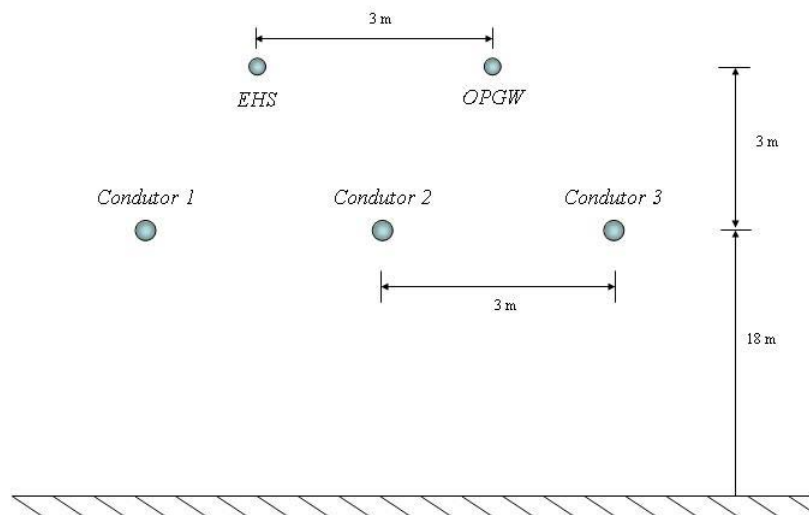 3 m
EHS
OPGW
3 m
Condutor 1
Condutor 2
Condutor 3
3 m
18 m